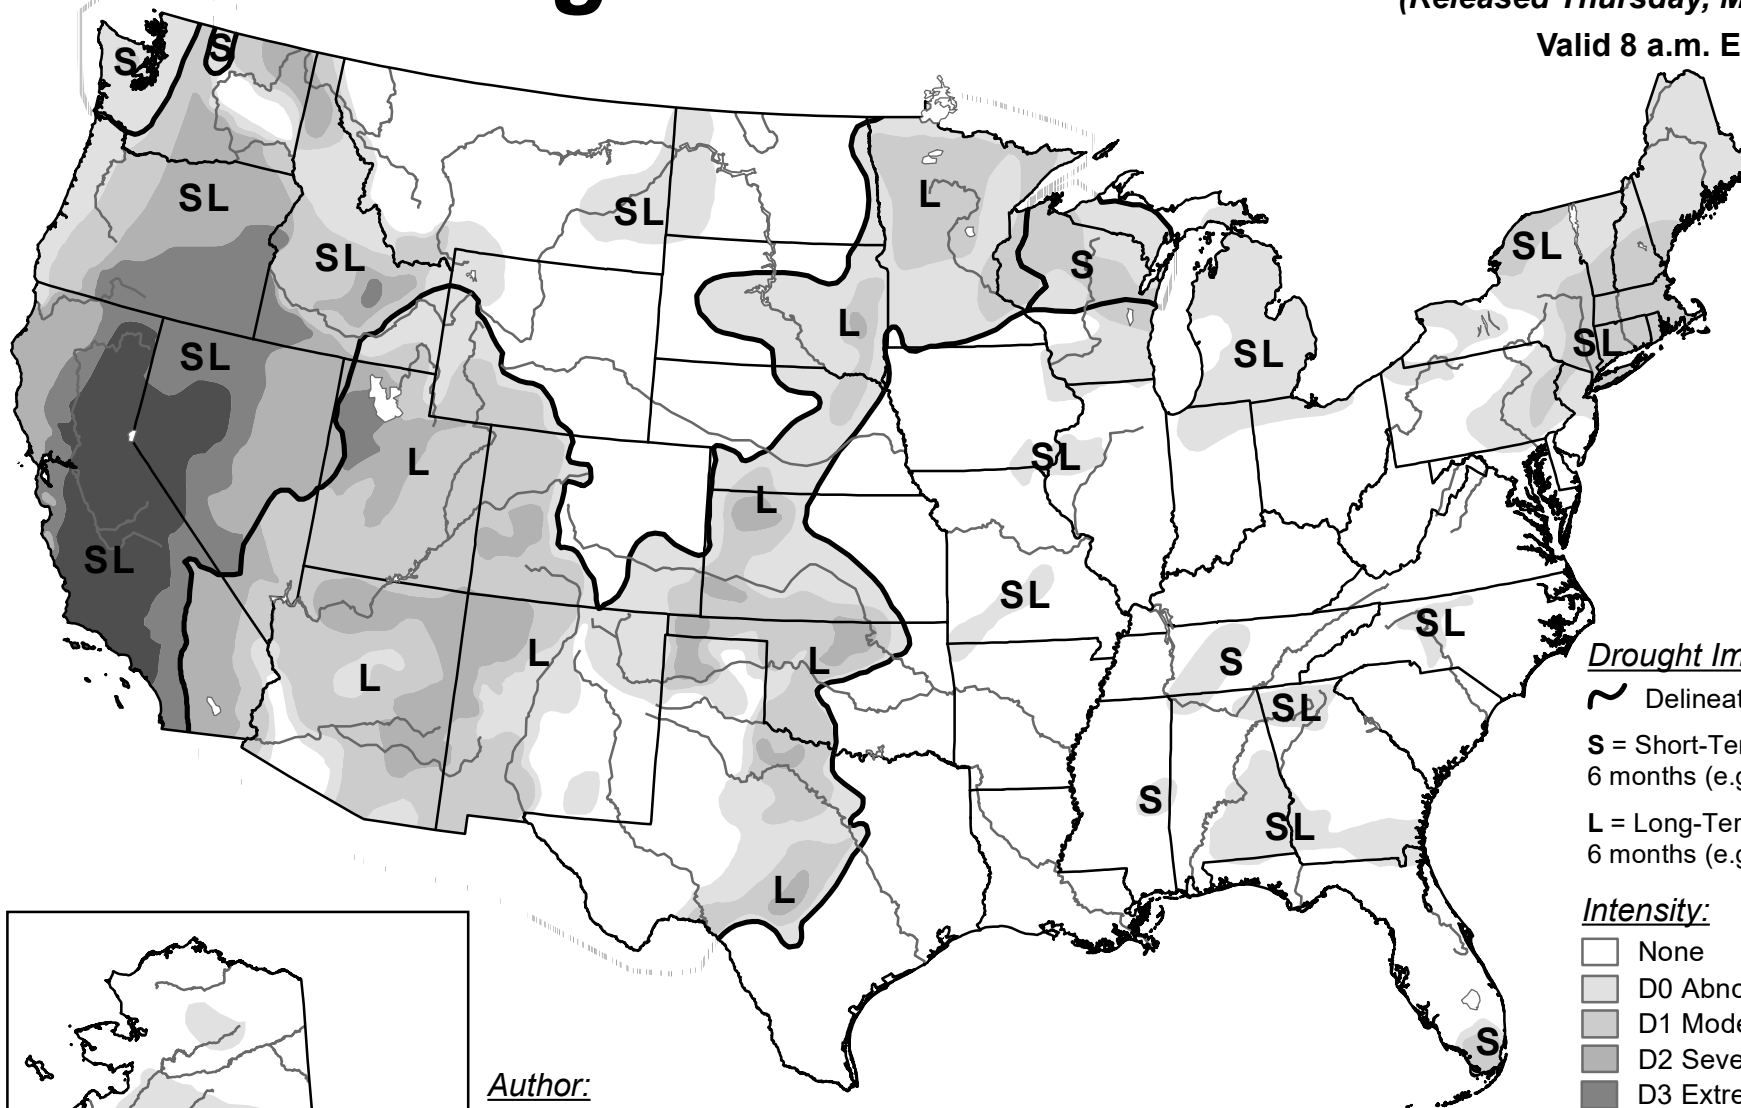 (Released Thursday, M
Valid 8 a.m. E
S
S
SL
SL
SL
L
S
SL
SL
L
SL
SL
L
SL
L
SL
SL
SL
S
L
L
L
SL
S
SL
L
S
Drought Im
Delineat
S = Short-Ter
6 months (e.g
L = Long-Ter
6 months (e.g
Intensity:
None
D0 Abno
D1 Mode
D2 Seve
D3 Extre
Author: